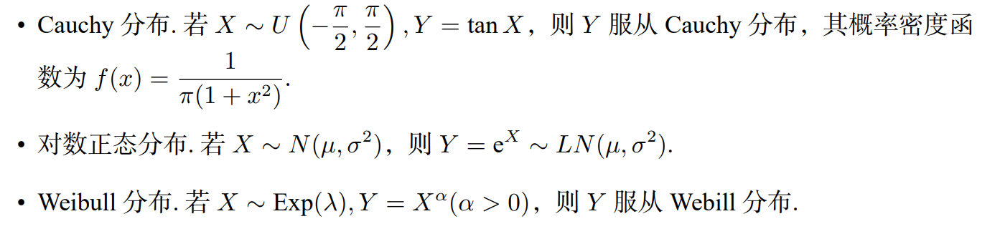 • Cauchy 分布. 若 $X \sim U\left(-\dfrac{\pi}{2}, \dfrac{\pi}{2}\right), Y = \tan X$，则 $Y$ 服从 Cauchy 分布，其概率密度函
数为 $f(x) = \dfrac{1}{\pi(1+x^2)}$.
• 对数正态分布. 若 $X \sim N(\mu, \sigma^2)$，则 $Y = \mathrm{e}^X \sim LN(\mu, \sigma^2)$.
• Weibull 分布. 若 $X \sim \mathrm{Exp}(\lambda), Y = X^\alpha (\alpha > 0)$，则 $Y$ 服从 Webill 分布.